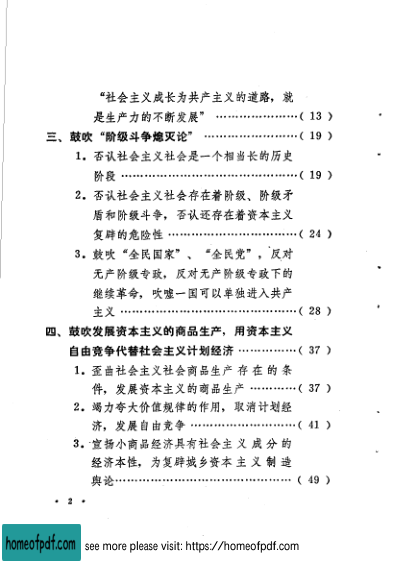 “社会主义成长为共产主义的道路，就
是生产力的不断发展” ……………………( 13 )
三、鼓吹“阶级斗争熄灭论” ……………………( 19 )
1．否认社会主义社会是一个相当长的历史
阶段 ……………………………………( 19 )
2．否认社会主义社会存在着阶级、阶级矛
盾和阶级斗争，否认还存在着资本主义
复辟的危险性 ……………………………( 24 )
3．鼓吹“全民国家”、“全民党”，反对
无产阶级专政，反对无产阶级专政下的
继续革命，吹嘘一国可以单独进入共产
主义 ……………………………………( 28 )
四、鼓吹发展资本主义的商品生产，用资本主义
自由竞争代替社会主义计划经济 ……………( 37 )
1．歪曲社会主义社会商品生产存在的条
件，发展资本主义的商品生产 …………( 37 )
2．竭力夸大价值规律的作用，取消计划经
济，发展自由竞争 ………………………( 41 )
3．宣扬小商品经济具有社会主义成分的
经济本性，为复辟城乡资本主义制造
舆论……………………………………( 49 )
• 2 •
homeofpdf.com see more please visit: https://homeofpdf.com